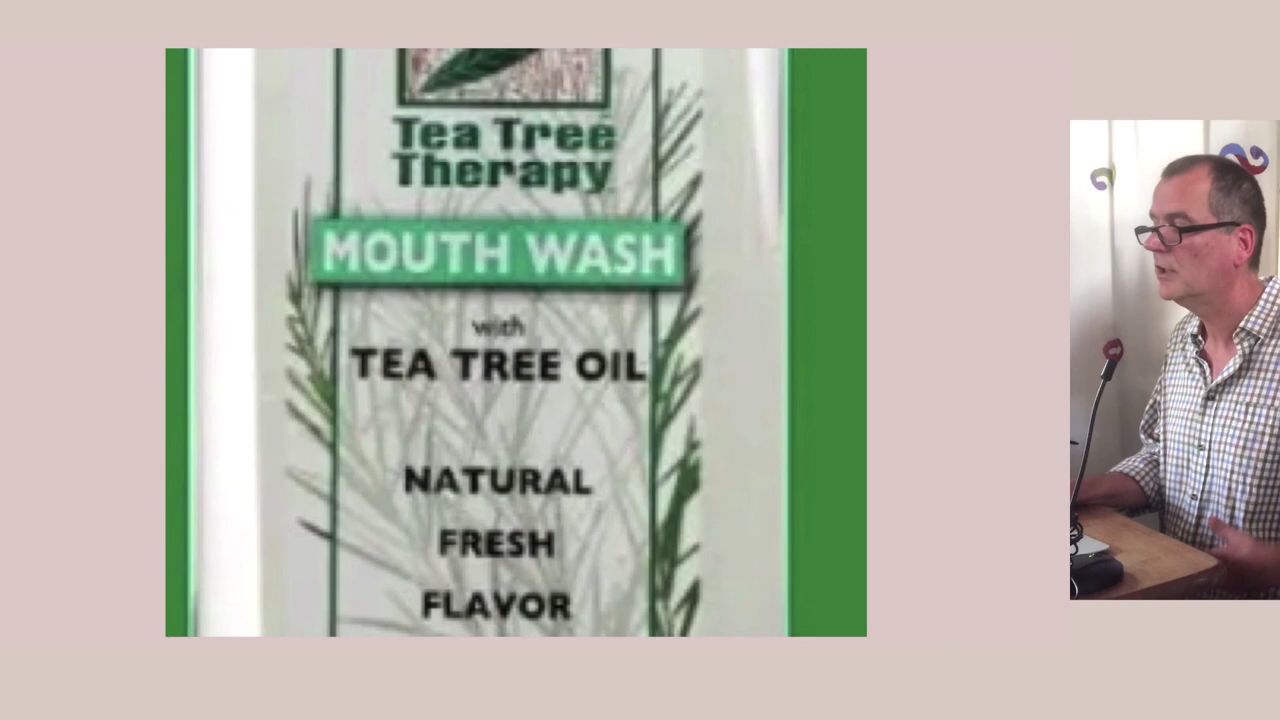 Tea Tree
Therapy
MOUTH WASH
with
TEA TREE OIL
NATURAL
FRESH
FLAVOR